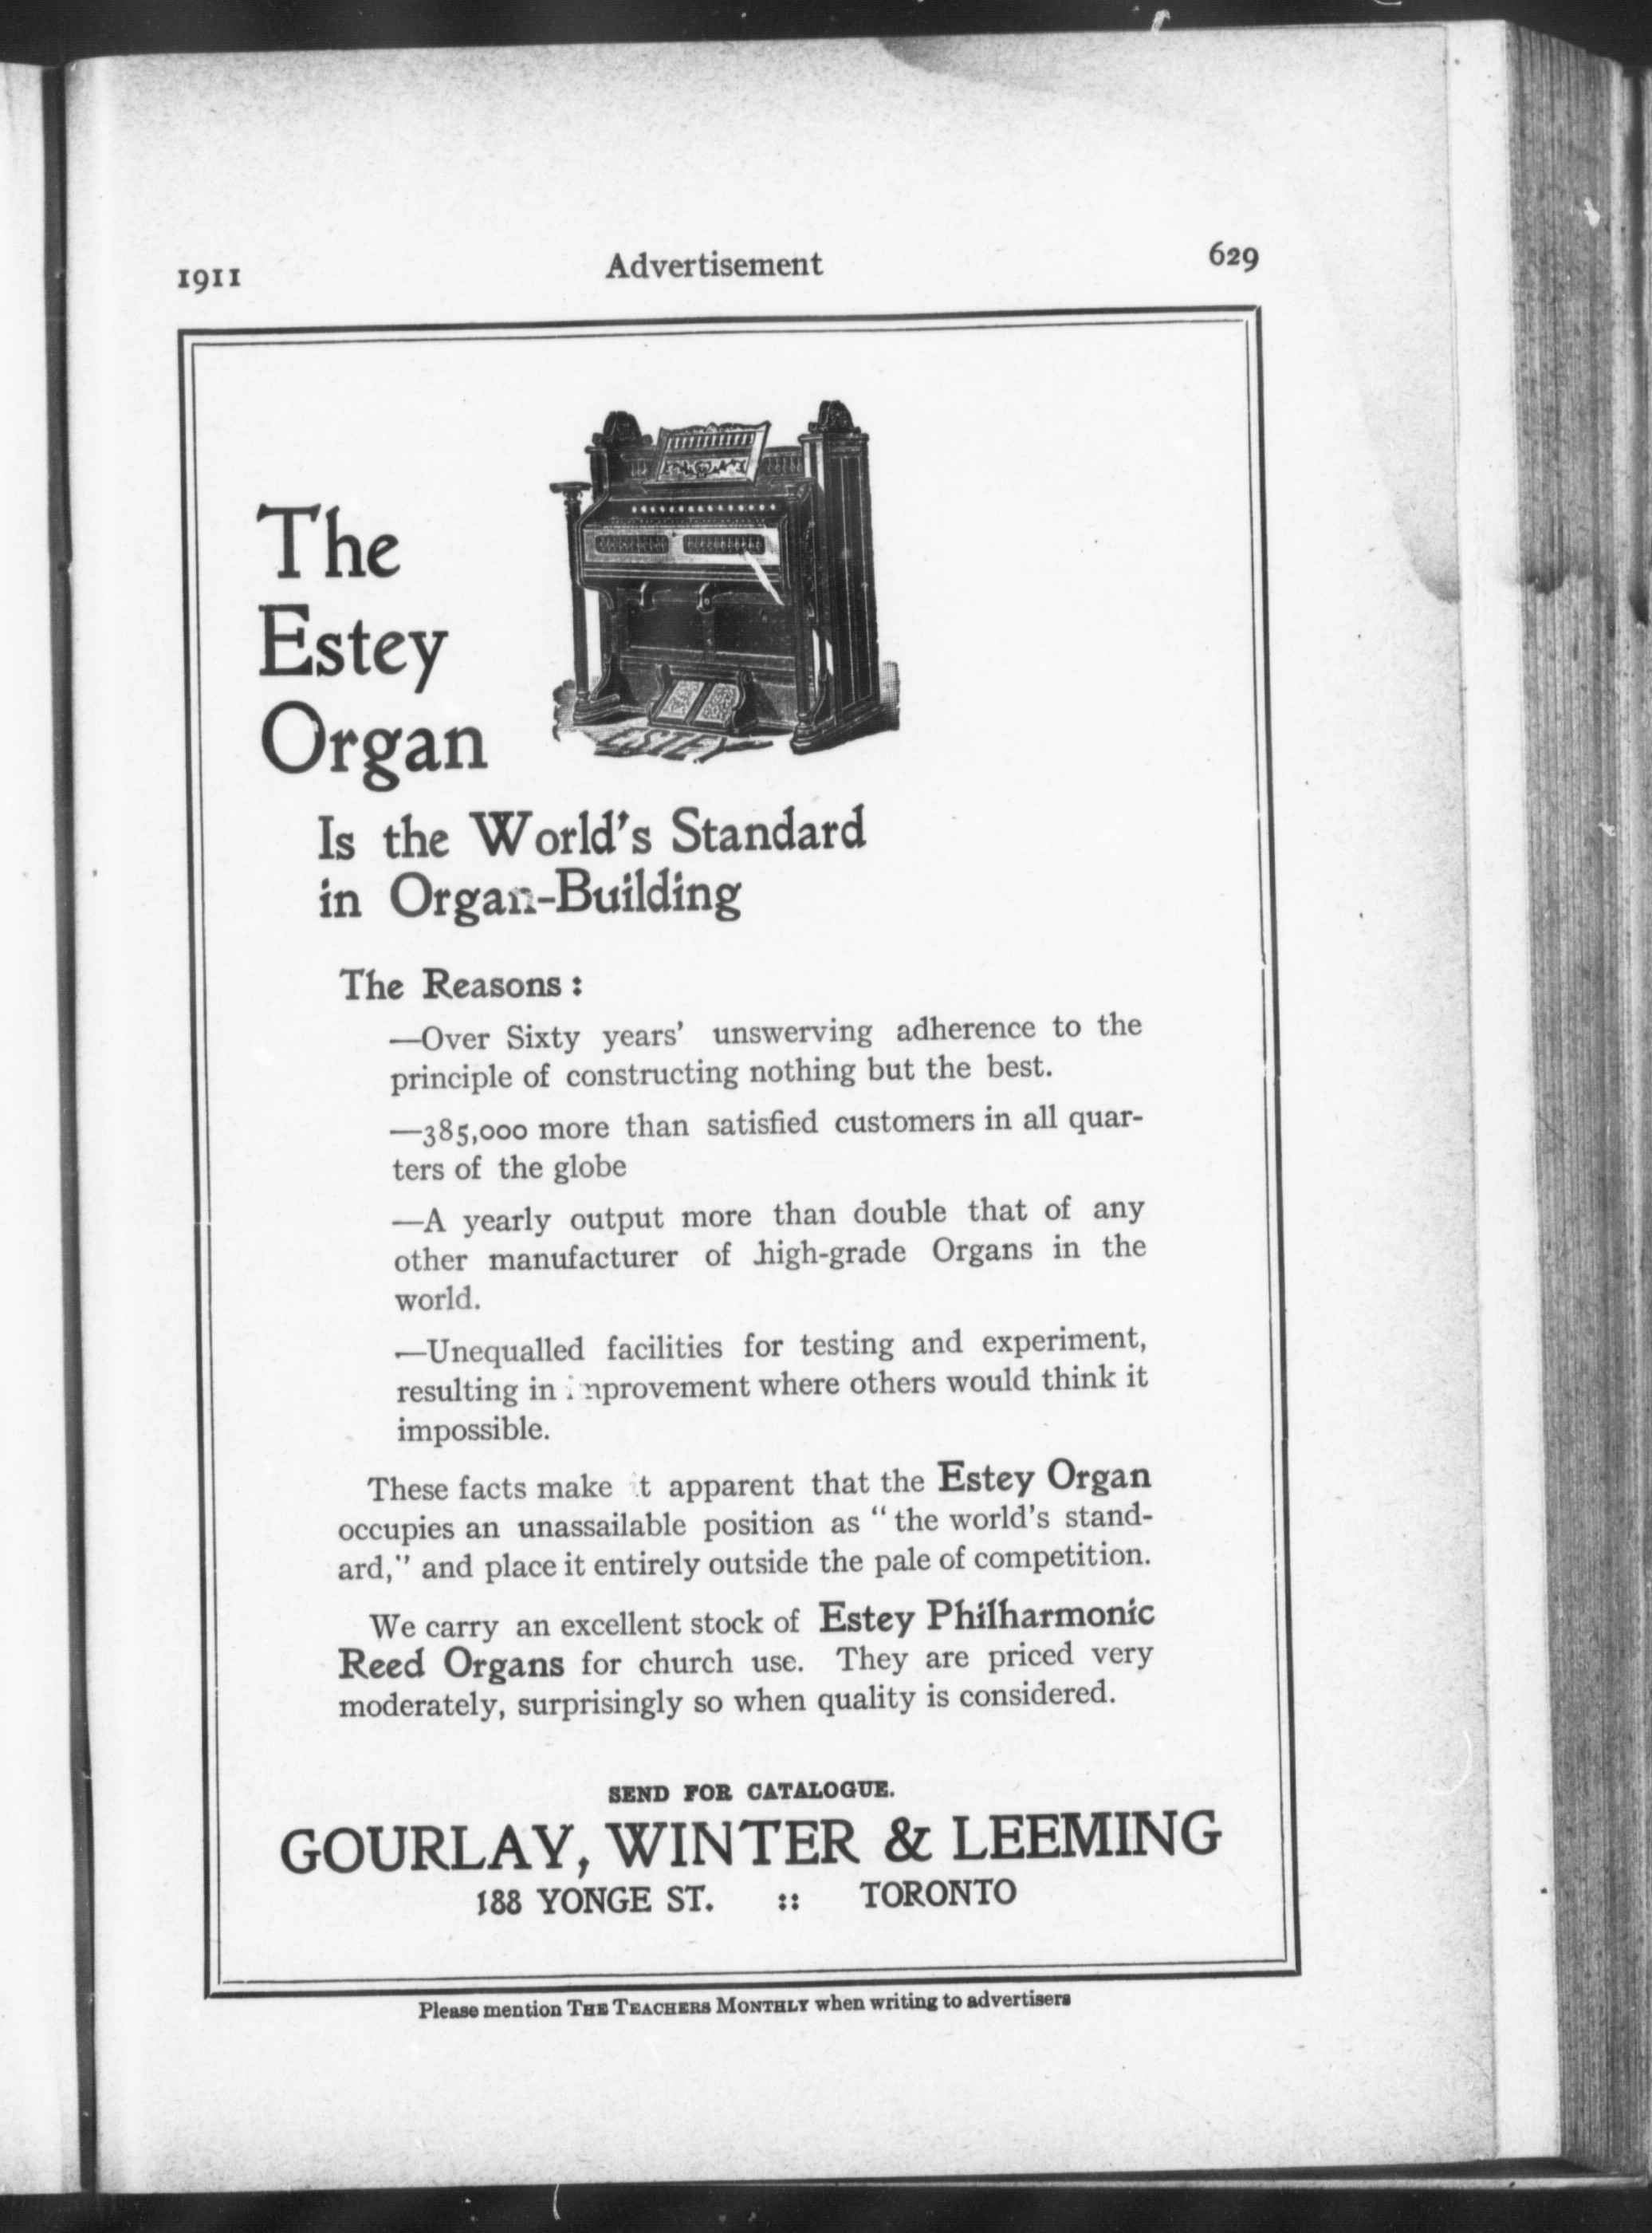 1911 Advertisement 629
The
Estey
Organ
ESTEY
Is the World's Standard
in Organ-Building
The Reasons:
—Over Sixty years' unswerving adherence to the
principle of constructing nothing but the best.
—385,000 more than satisfied customers in all quar-
ters of the globe
—A yearly output more than double that of any
other manufacturer of high-grade Organs in the
world.
—Unequalled facilities for testing and experiment,
resulting in improvement where others would think it
impossible.
These facts make it apparent that the Estey Organ
occupies an unassailable position as "the world's stand-
ard," and place it entirely outside the pale of competition.
We carry an excellent stock of Estey Philharmonic
Reed Organs for church use. They are priced very
moderately, surprisingly so when quality is considered.
SEND FOR CATALOGUE.
GOURLAY, WINTER & LEEMING
188 YONGE ST. :: TORONTO
Please mention THE TEACHERS MONTHLY when writing to advertisers